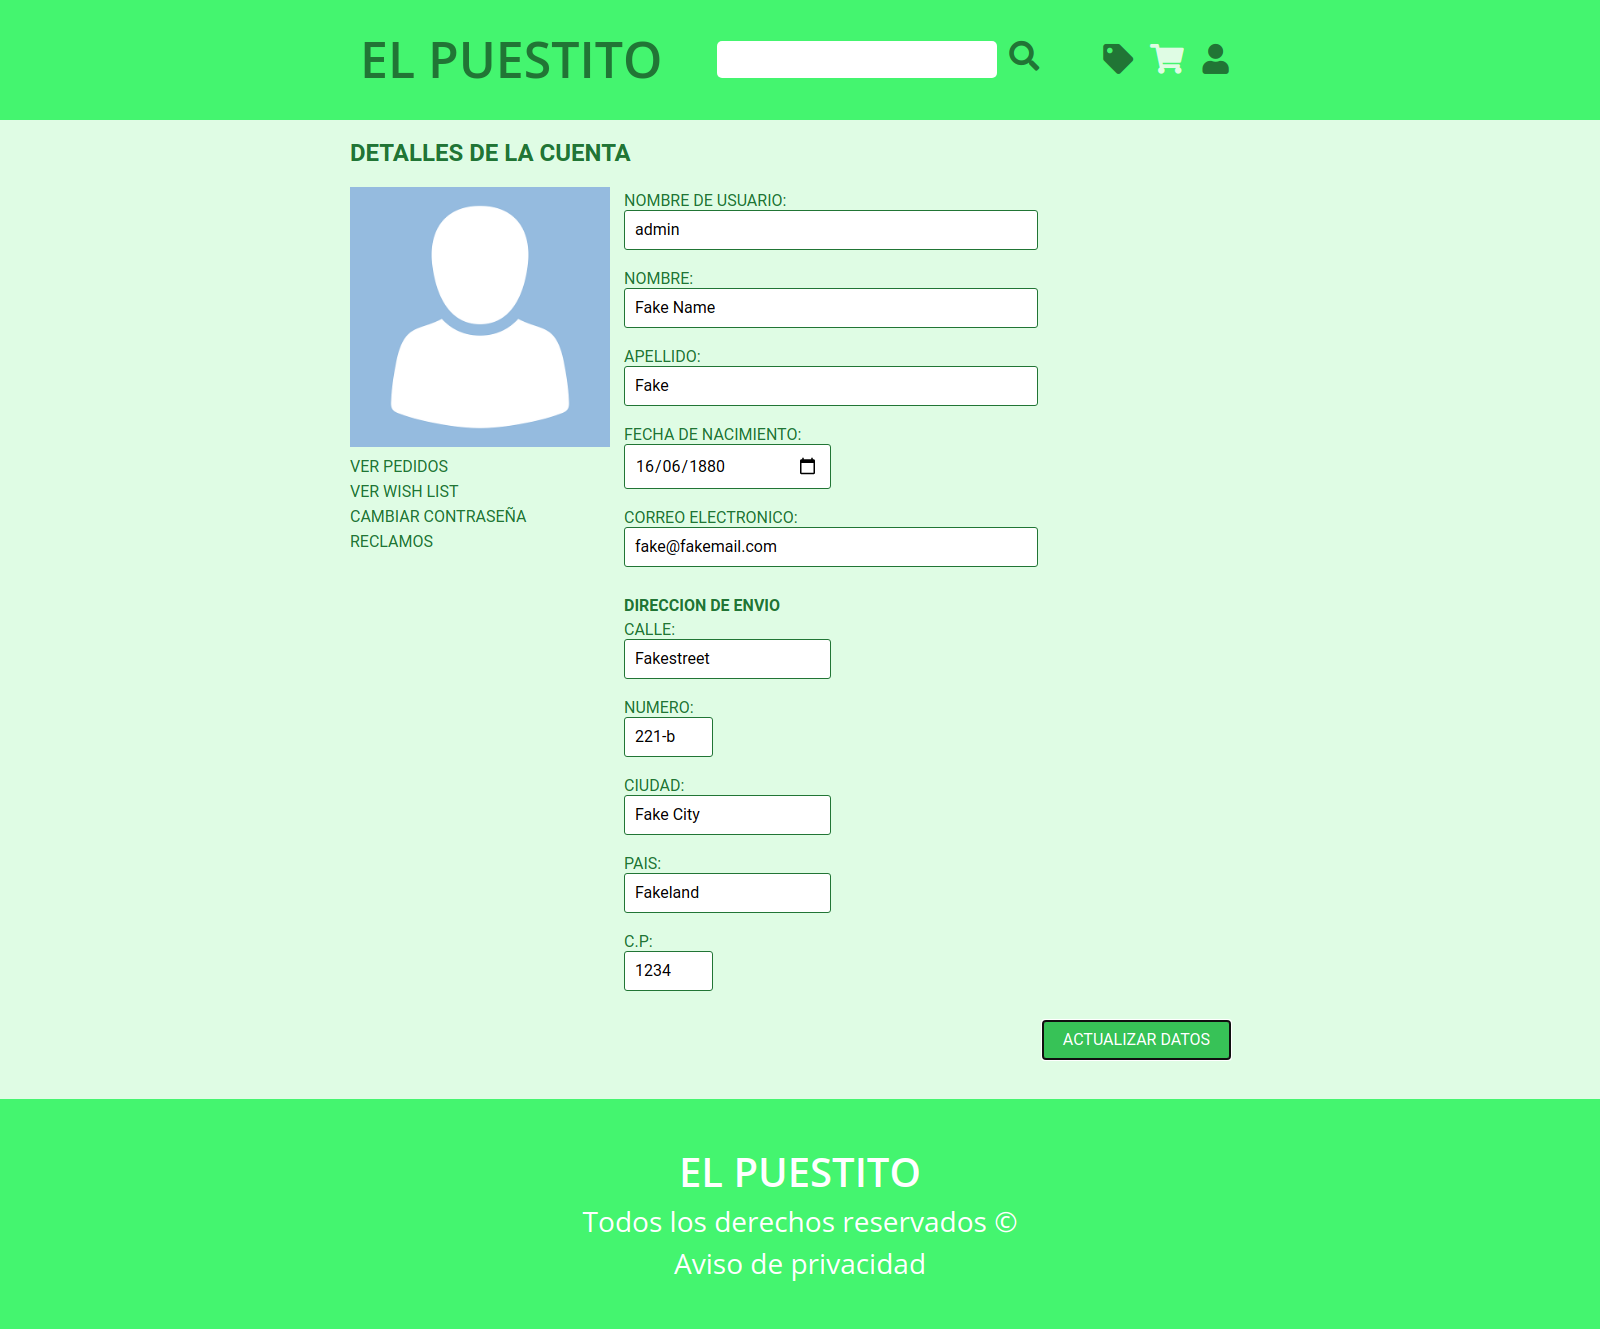 EL PUESTITO
DETALLES DE LA CUENTA
VER PEDIDOS
VER WISH LIST
CAMBIAR CONTRASEÑA
RECLAMOS
NOMBRE DE USUARIO:
admin
NOMBRE:
Fake Name
APELLIDO:
Fake
FECHA DE NACIMIENTO:
16/06/1880
CORREO ELECTRONICO:
fake@fakemail.com
DIRECCION DE ENVIO
CALLE:
Fakestreet
NUMERO:
221-b
CIUDAD:
Fake City
PAIS:
Fakeland
C.P:
1234
ACTUALIZAR DATOS
EL PUESTITO
Todos los derechos reservados ©
Aviso de privacidad